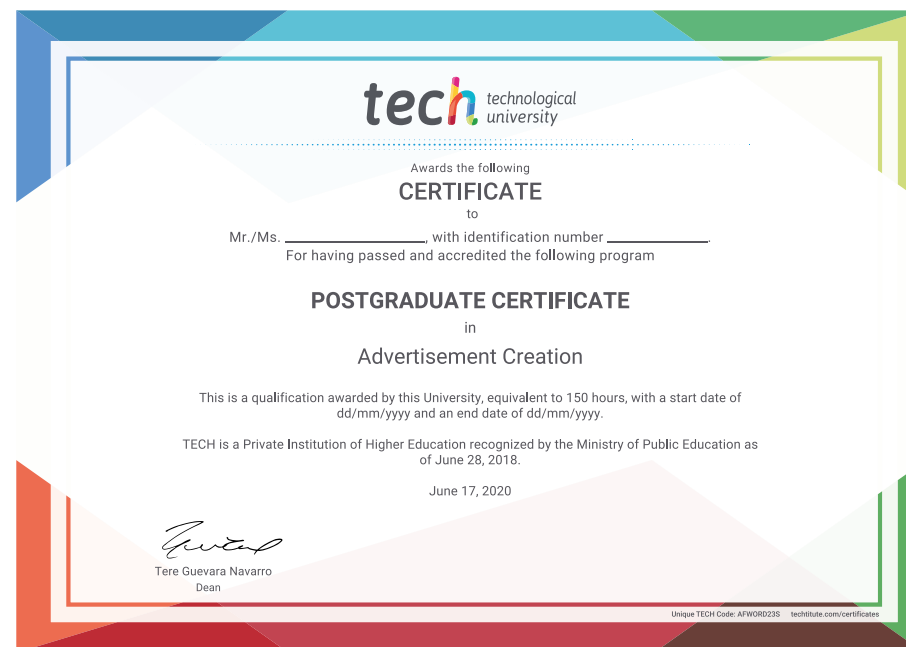 tech technological
university
Awards the following
CERTIFICATE
to
Mr./Ms. ____________________, with identification number ______________.
For having passed and accredited the following program
POSTGRADUATE CERTIFICATE
in
Advertisement Creation
This is a qualification awarded by this University, equivalent to 150 hours, with a start date of
dd/mm/yyyy and an end date of dd/mm/yyyy.
TECH is a Private Institution of Higher Education recognized by the Ministry of Public Education as
of June 28, 2018.
June 17, 2020
Tere Guevara Navarro
Dean
Unique TECH Code: AFWORD23S techtitute.com/certificates